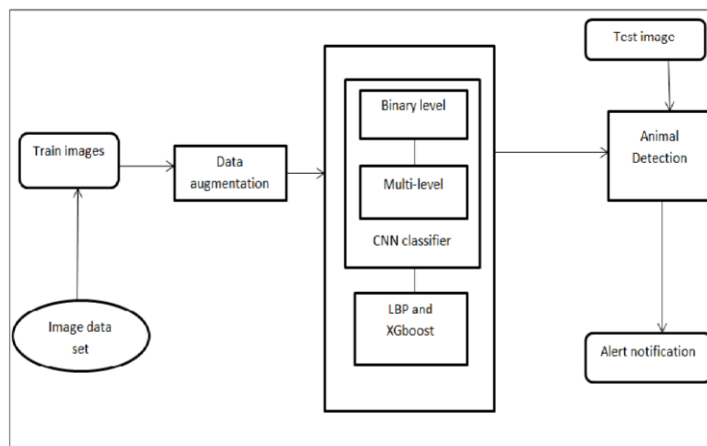 Test image
Binary level
Train images
Data
augmentation
Animal
Detection
Multi-level
CNN classifier
LBP and
XGboost
Image data
set
Alert notification